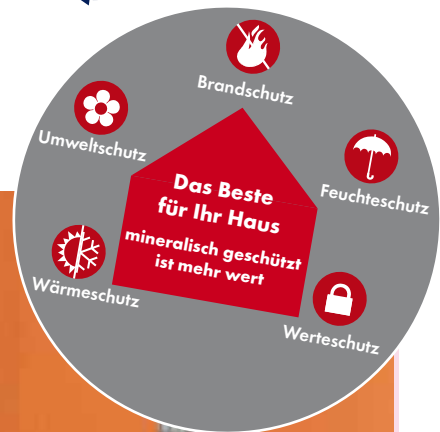 Brandschutz
Umweltschutz
Feuchteschutz
Das Beste
für Ihr Haus
mineralisch geschützt
ist mehr wert
Wärmeschutz
Werteschutz